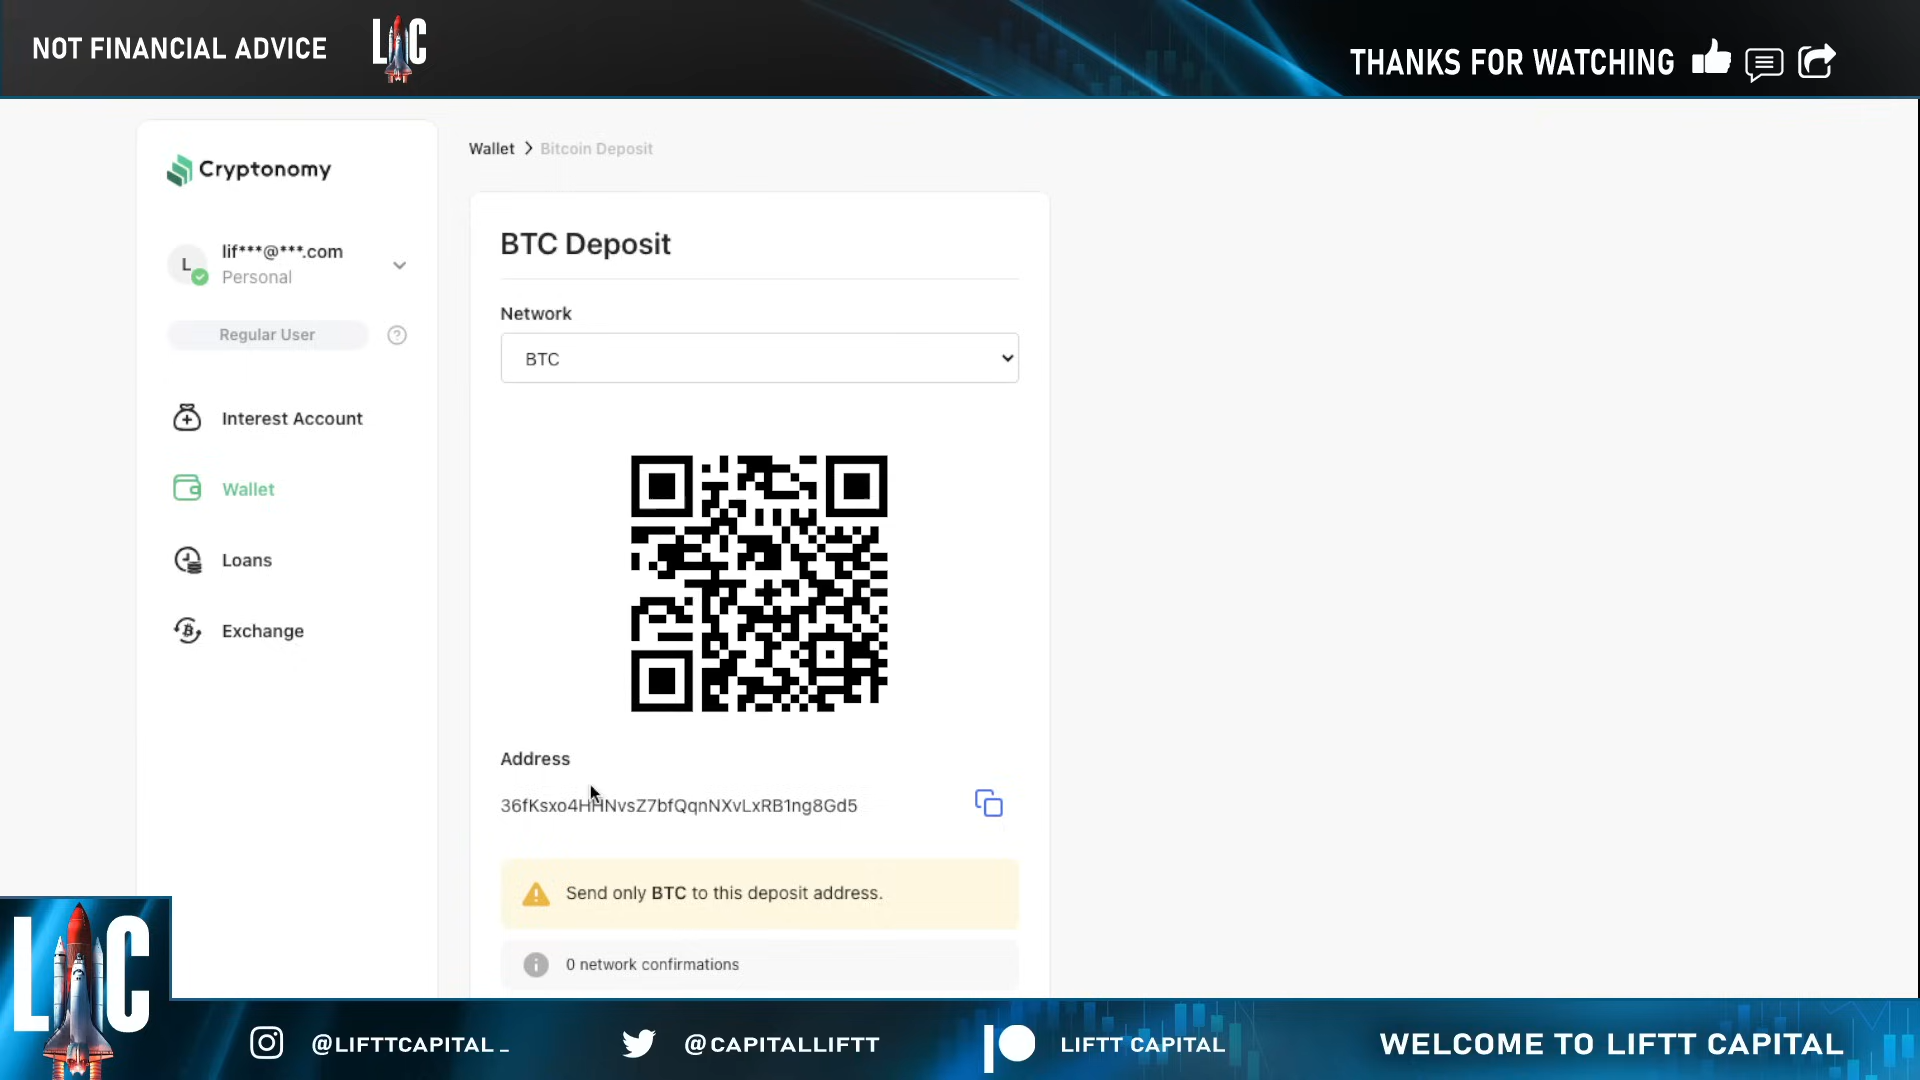 NOT FINANCIAL ADVICE
LC
THANKS FOR WATCHING
Cryptonomy
L
lif***@***.com
Personal
Regular User
Interest Account
Wallet
Loans
Exchange
Wallet > Bitcoin Deposit
BTC Deposit
Network
BTC
Address
36fKsxo4HHNvsZ7bfQqnNXvLxRB1ng8Gd5
Send only BTC to this deposit address.
0 network confirmations
LC
@LIFTTCAPITAL_
@CAPITALLIFTT
LIFTT CAPITAL
WELCOME TO LIFTT CAPITAL